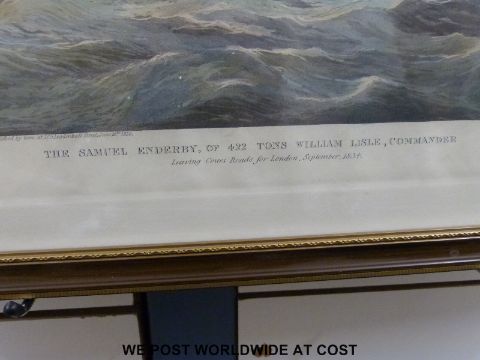 THE SAMUEL ENDERBY, OF 422 TONS WILLIAM LISLE, COMMANDER
Leaving Cowes Roads for London, September, 1834.
WE POST WORLDWIDE AT COST